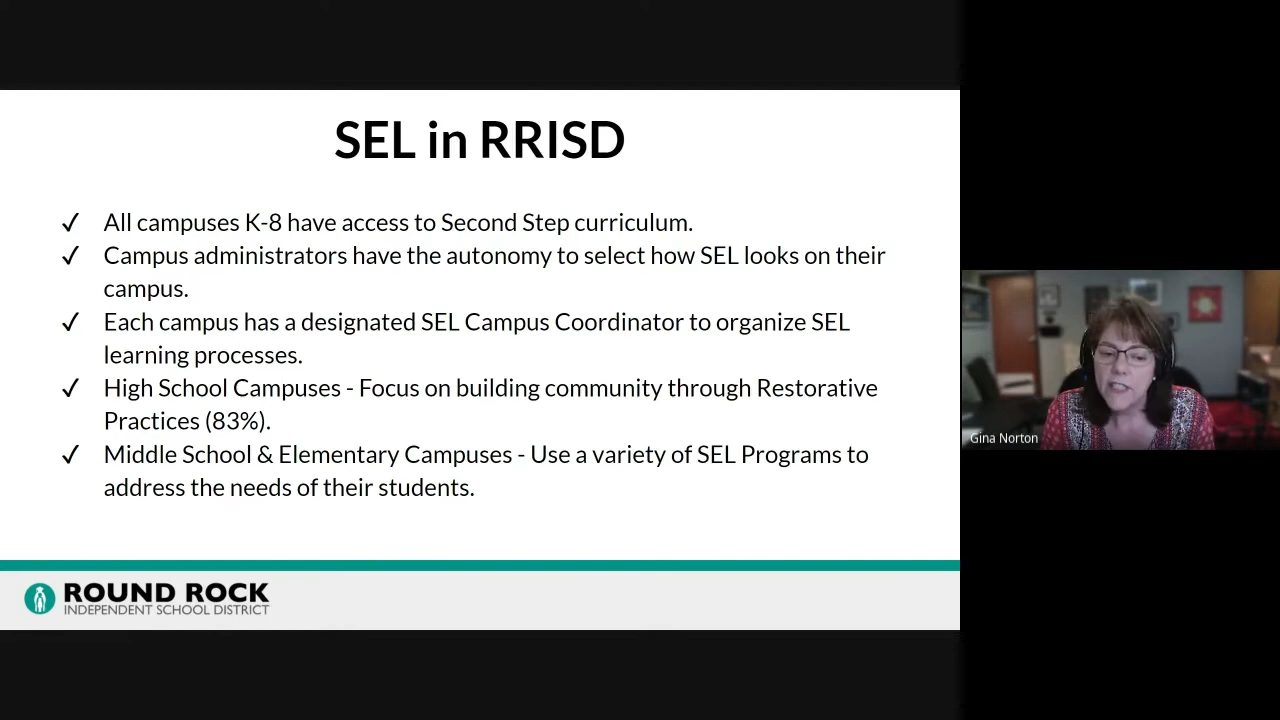 SEL in RRISD
✓ All campuses K-8 have access to Second Step curriculum.
✓ Campus administrators have the autonomy to select how SEL looks on their
campus.
✓ Each campus has a designated SEL Campus Coordinator to organize SEL
learning processes.
✓ High School Campuses - Focus on building community through Restorative
Practices (83%).
✓ Middle School & Elementary Campuses - Use a variety of SEL Programs to
address the needs of their students.
ROUND ROCK
INDEPENDENT SCHOOL DISTRICT
Gina Norton